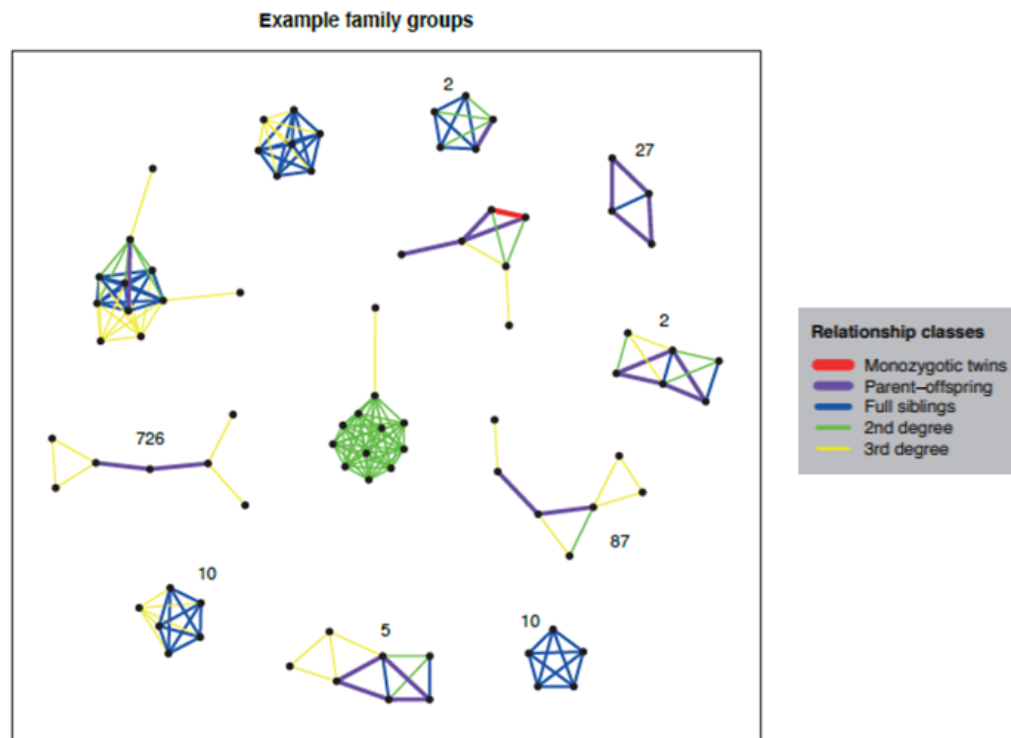 Example family groups
2
27
2
726
87
10
5
10
Relationship classes
Monozygotic twins
Parent–offspring
Full siblings
2nd degree
3rd degree